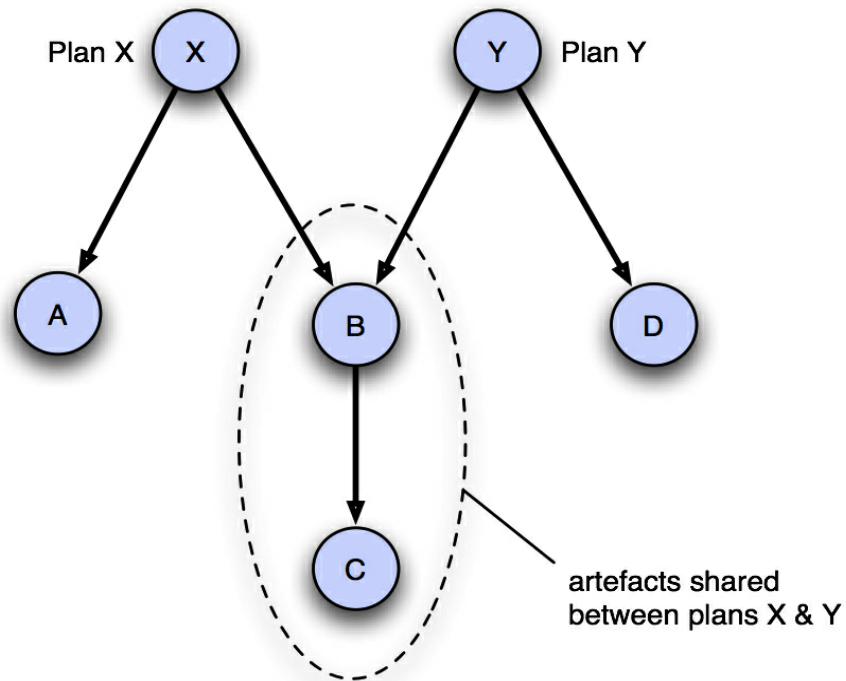 Plan X
X
Y
Plan Y
A
B
D
C
artefacts shared
between plans X & Y